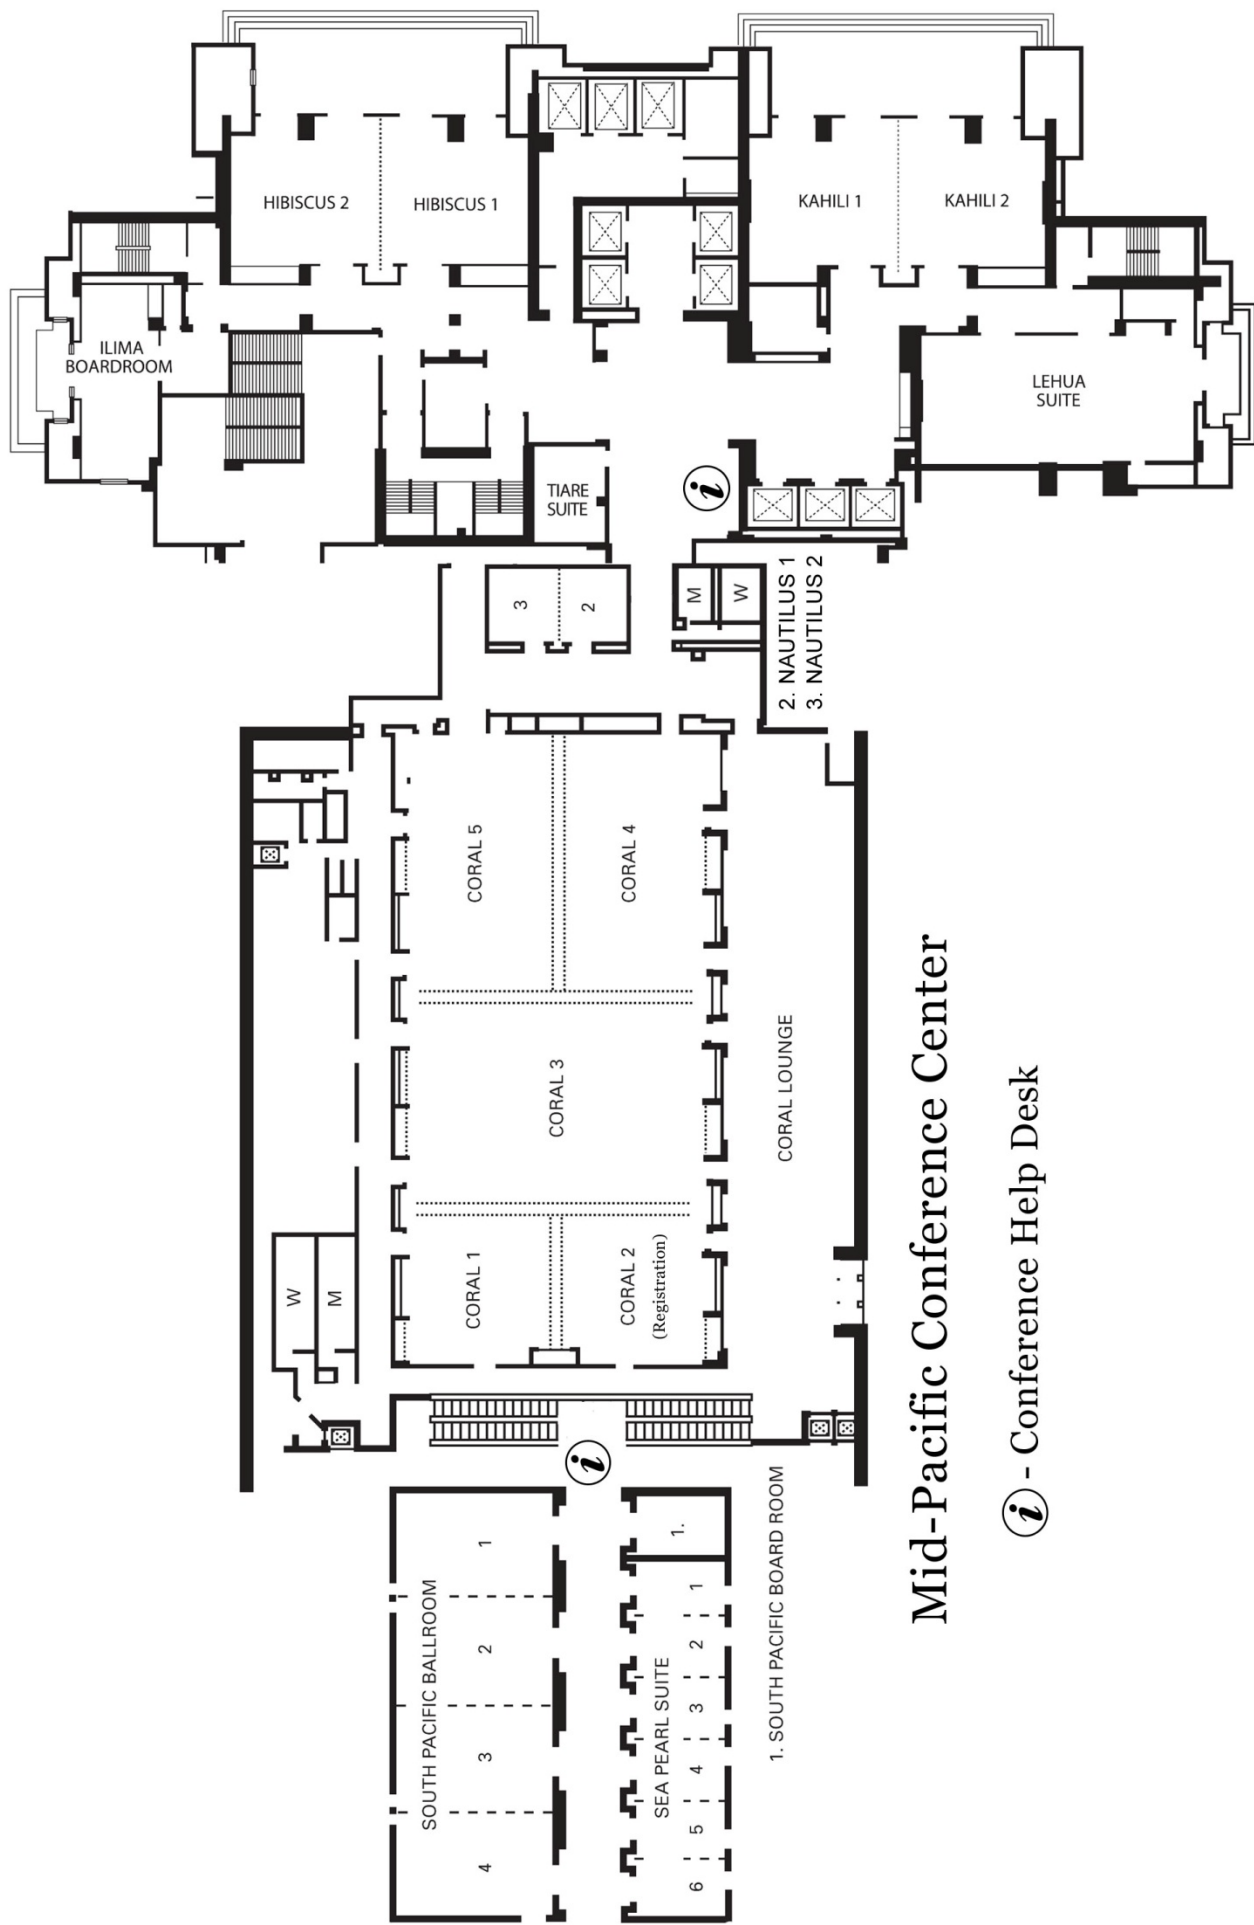 HIBISCUS 2
HIBISCUS 1
KAHILI 1
KAHILI 2
ILIMA
BOARDROOM
LEHUA
SUITE
TIARE
SUITE
i
3
2
M
W
2. NAUTILUS 1
3. NAUTILUS 2
CORAL 5
CORAL 4
CORAL 3
CORAL LOUNGE
CORAL 1
CORAL 2
(Registration)
W
M
i
SOUTH PACIFIC BALLROOM
1
2
3
4
1.
SEA PEARL SUITE
1
2
3
4
5
6
1. SOUTH PACIFIC BOARD ROOM
Mid-Pacific Conference Center
i - Conference Help Desk